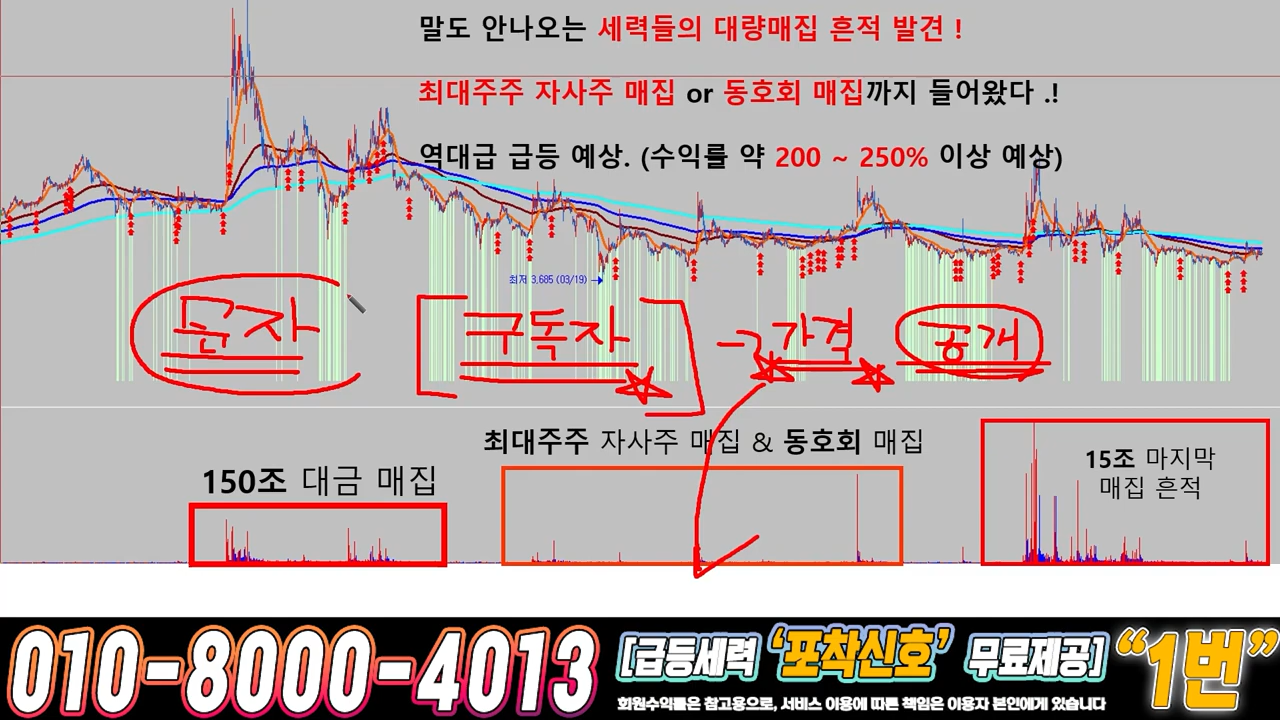 말도 안나오는 세력들의 대량매집 흔적 발견 !
최대주주 자사주 매집 or 동호회 매집까지 들어왔다 .!
역대급 급등 예상. (수익률 약 200 ~ 250% 이상 예상)
최저 3,685 (03/19) →
문자
구독자
가격 공개
최대주주 자사주 매집 & 동호회 매집
150조 대금 매집
15조 마지막
매집 흔적
010-8000-4013
[급등세력 ‘포착신호’ 무료제공] “1번”
회원수익률은 참고용으로, 서비스 이용에 따른 책임은 이용자 본인에게 있습니다